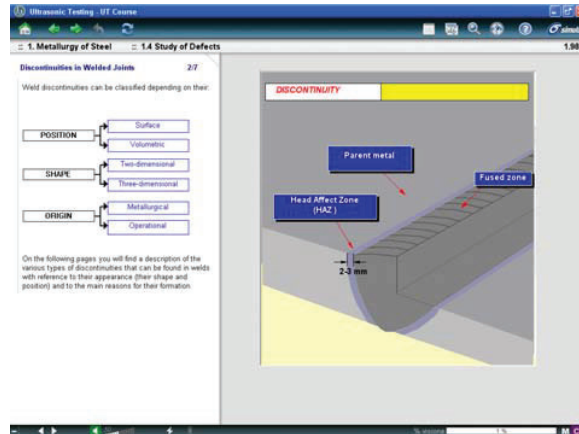 Ultrasonic Testing - UT Course
:: 1. Metallurgy of Steel :: 1.4 Study of Defects
1.90
Discontinuities in Welded Joints 2/7
Weld discontinuities can be classified depending on their:
POSITION
Surface
Volumetric
SHAPE
Two-dimensional
Three-dimensional
ORIGIN
Metallurgical
Operational
On the following pages you will find a description of the
various types of discontinuities that can be found in welds
with reference to their appearance (their shape and
position) and to the main reasons for their formation
DISCONTINUITY
Parent metal
Fused zone
Head Affect Zone
(HAZ )
2-3 mm
1 %